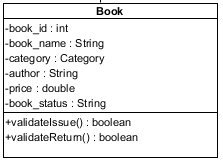 Book
-book_id : int
-book_name : String
-category : Category
-author : String
-price : double
-book_status : String
+validateIssue() : boolean
+validateReturn() : boolean